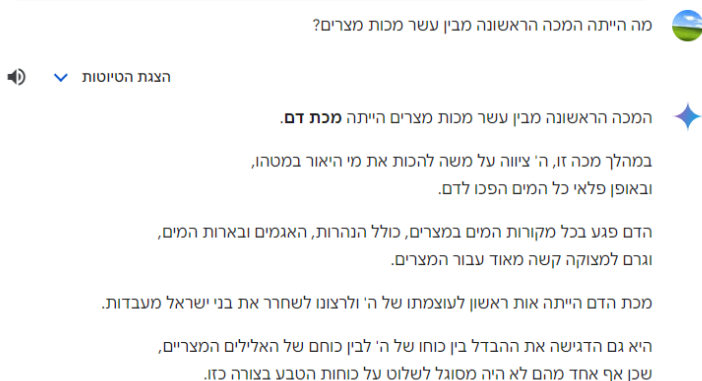 מה הייתה המכה הראשונה מבין עשר מכות מצרים?
הצגת הטיוטות
המכה הראשונה מבין עשר מכות מצרים הייתה מכת דם.
במהלך מכה זו, ה' ציווה על משה להכות את מי היאור במטהו,
ובאופן פלאי כל המים הפכו לדם.
הדם פגע בכל מקורות המים במצרים, כולל הנהרות, האגמים ובארות המים,
וגרם למצוקה קשה מאוד עבור המצרים.
מכת הדם הייתה אות ראשון לעוצמתו של ה' ולרצונו לשחרר את בני ישראל מעבדות.
היא גם הדגישה את ההבדל בין כוחו של ה' לבין כוחם של האלילים המצריים,
שכן אף אחד מהם לא היה מסוגל לשלוט על כוחות הטבע בצורה כזו.